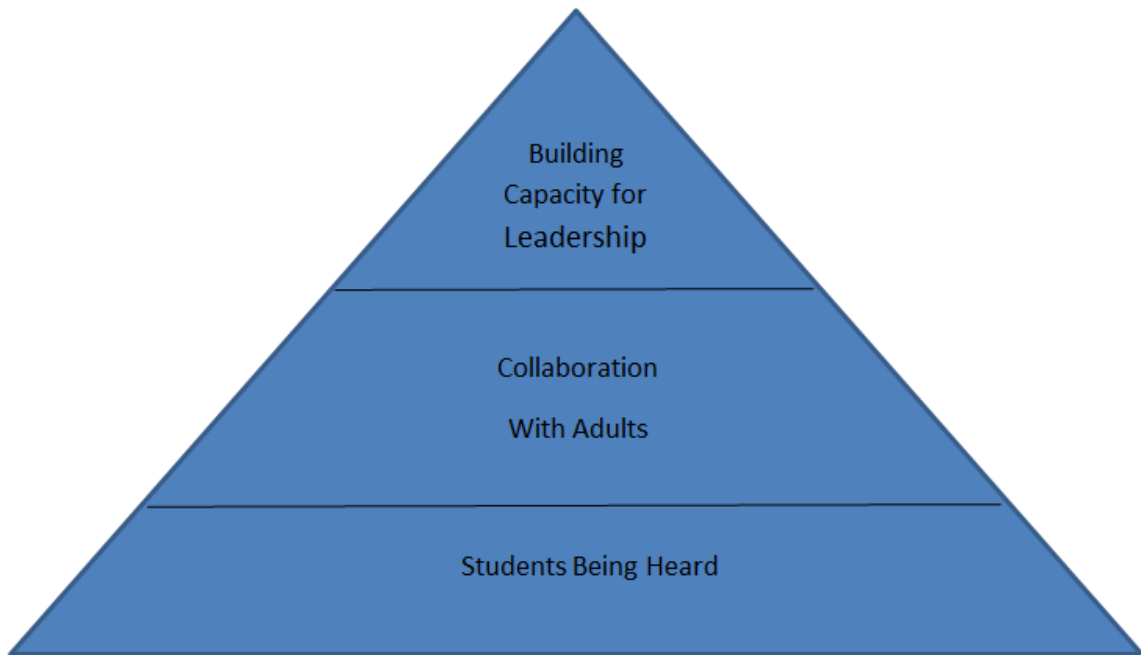 Building
Capacity for
Leadership
Collaboration
With Adults
Students Being Heard